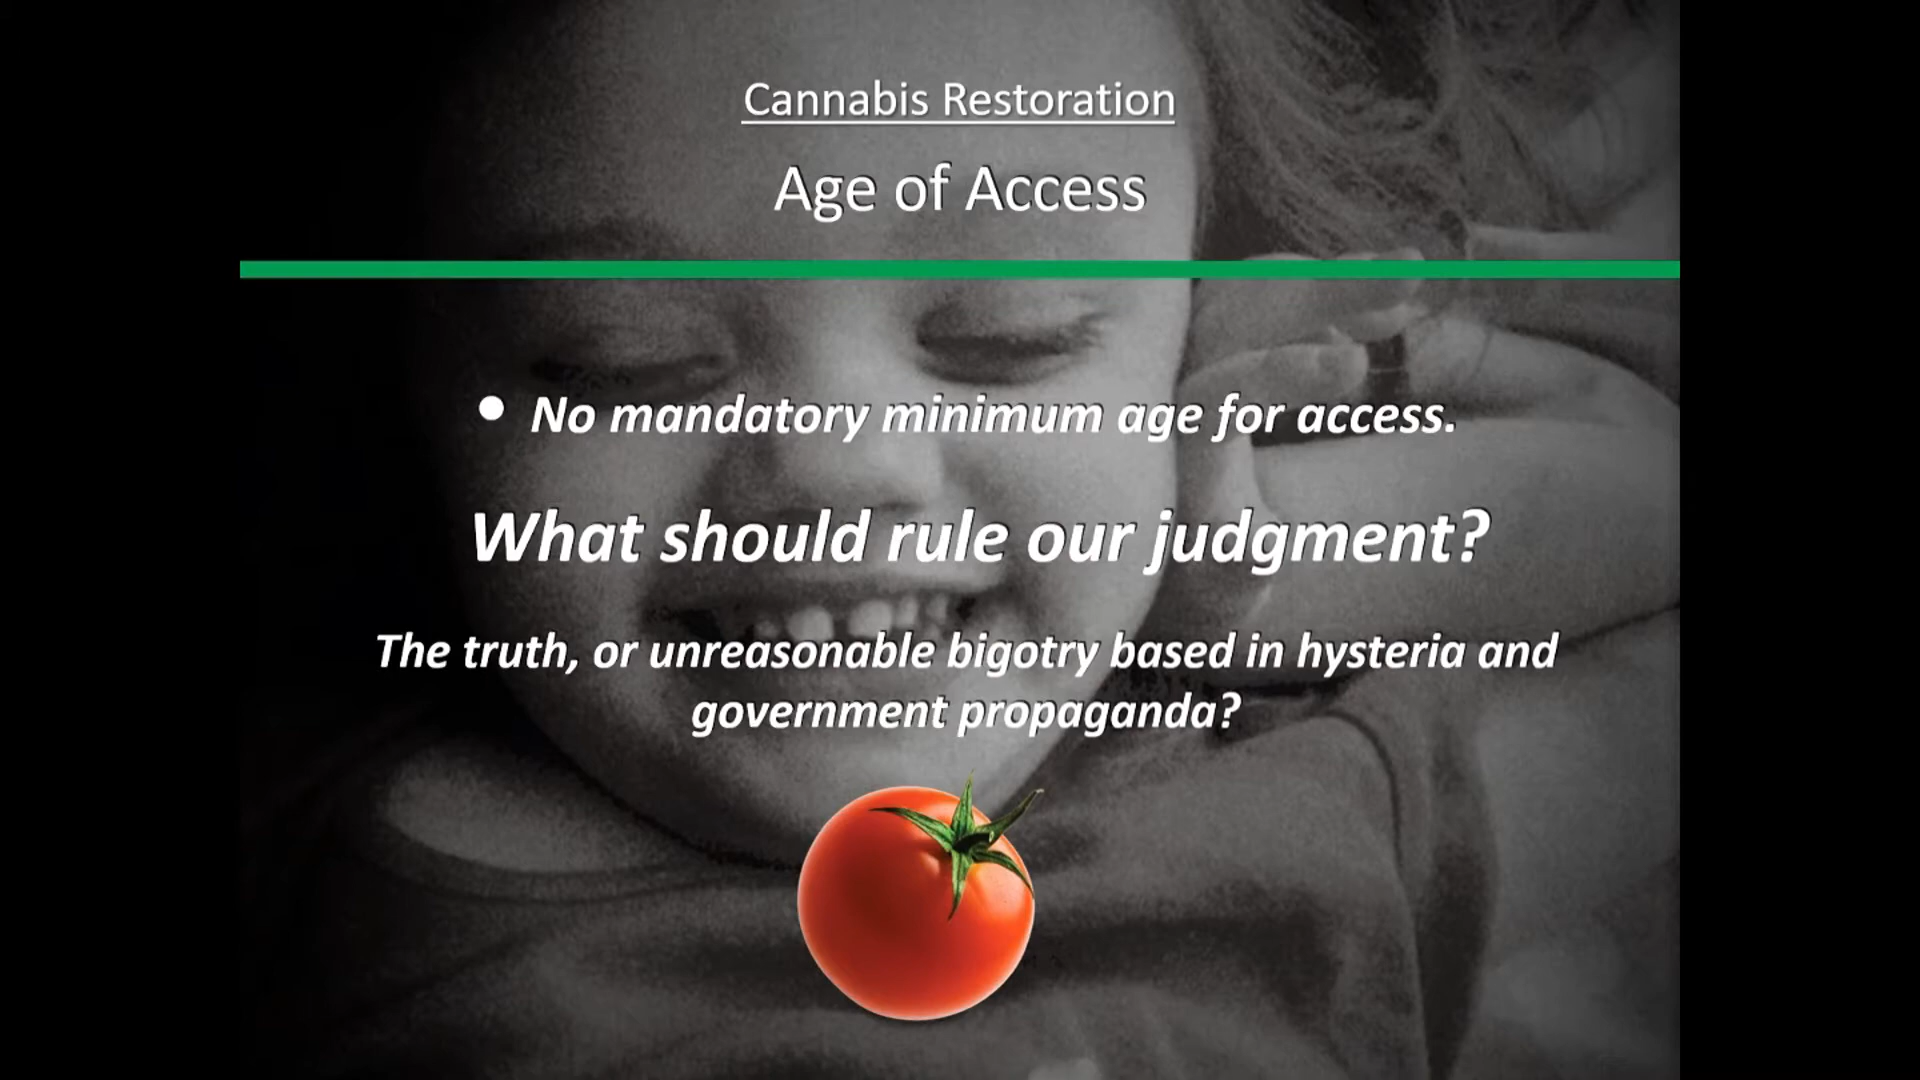 Cannabis Restoration
Age of Access
• No mandatory minimum age for access.
What should rule our judgment?
The truth, or unreasonable bigotry based in hysteria and
government propaganda?